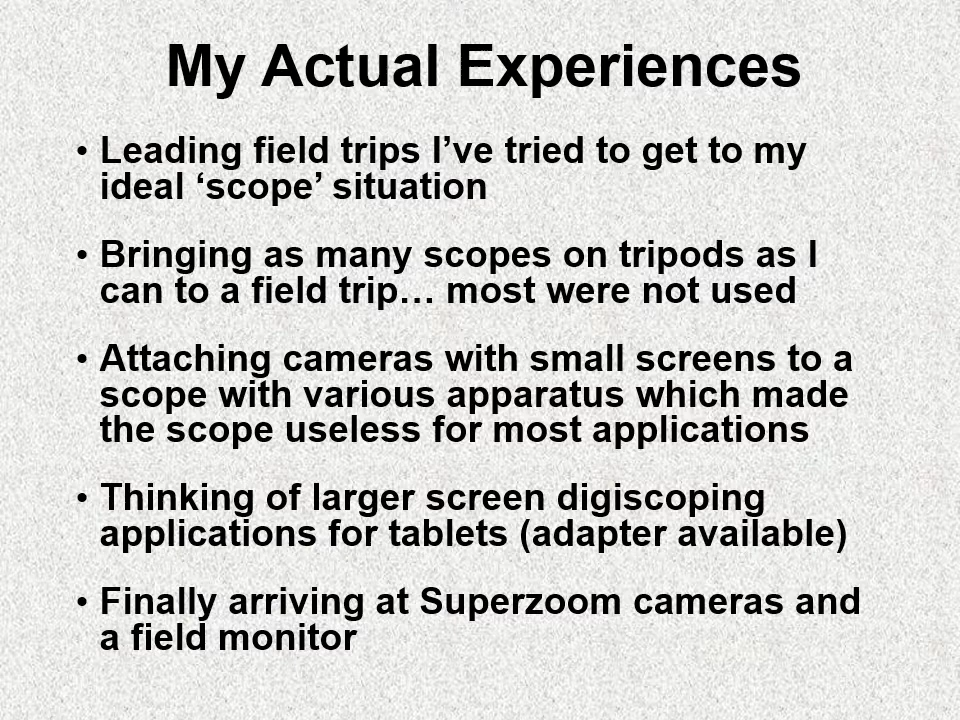 My Actual Experiences
• Leading field trips I’ve tried to get to my
ideal ‘scope’ situation
• Bringing as many scopes on tripods as I
can to a field trip… most were not used
• Attaching cameras with small screens to a
scope with various apparatus which made
the scope useless for most applications
• Thinking of larger screen digiscoping
applications for tablets (adapter available)
• Finally arriving at Superzoom cameras and
a field monitor